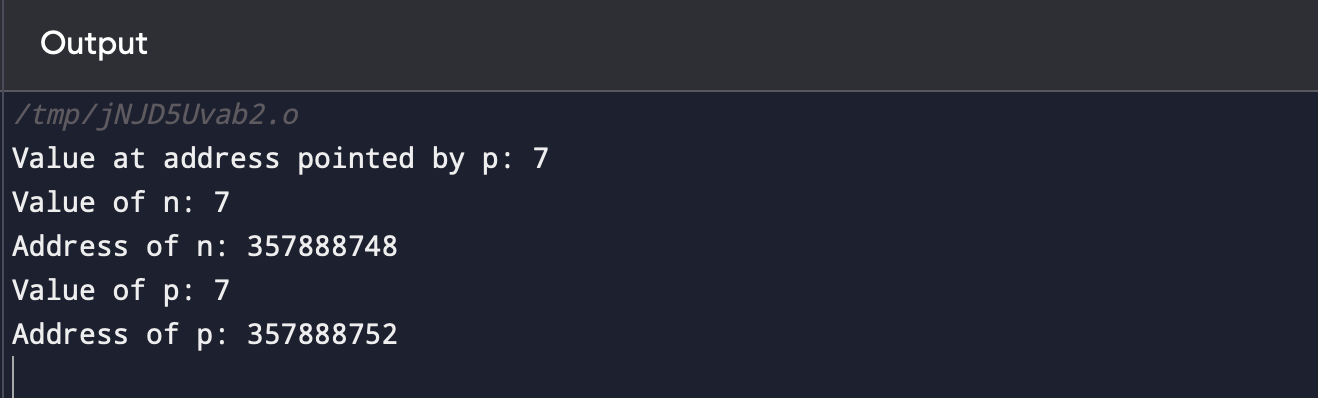 Output
/tmp/jNJD5Uvab2.o
Value at address pointed by p: 7
Value of n: 7
Address of n: 357888748
Value of p: 7
Address of p: 357888752